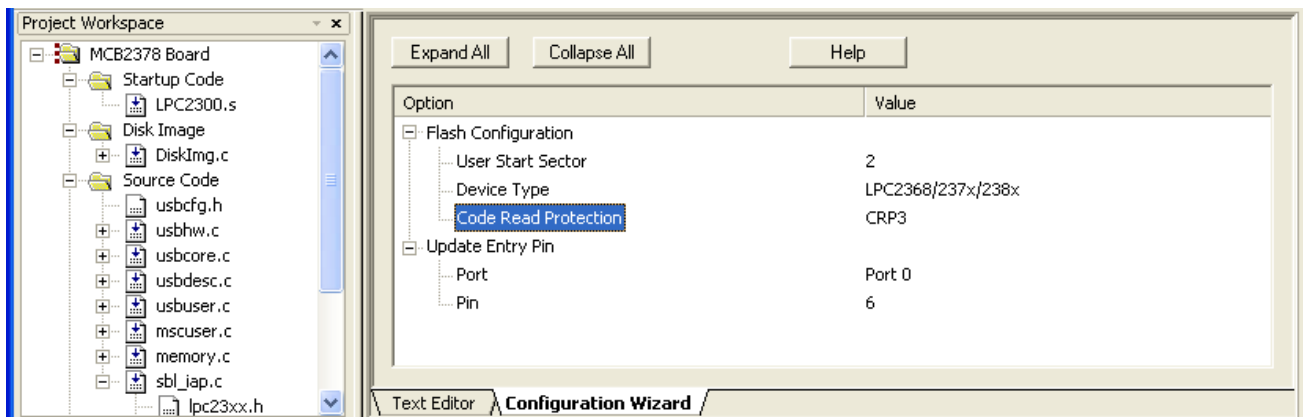 Project Workspace
MCB2378 Board
Startup Code
LPC2300.s
Disk Image
DiskImg.c
Source Code
usbcfg.h
usbhw.c
usbcore.c
usbdesc.c
usbuser.c
mscuser.c
memory.c
sbl_iap.c
lpc23xx.h
Expand All Collapse All Help
Option Value
Flash Configuration
User Start Sector 2
Device Type LPC2368/237x/238x
Code Read Protection CRP3
Update Entry Pin
Port Port 0
Pin 6
Text Editor Configuration Wizard